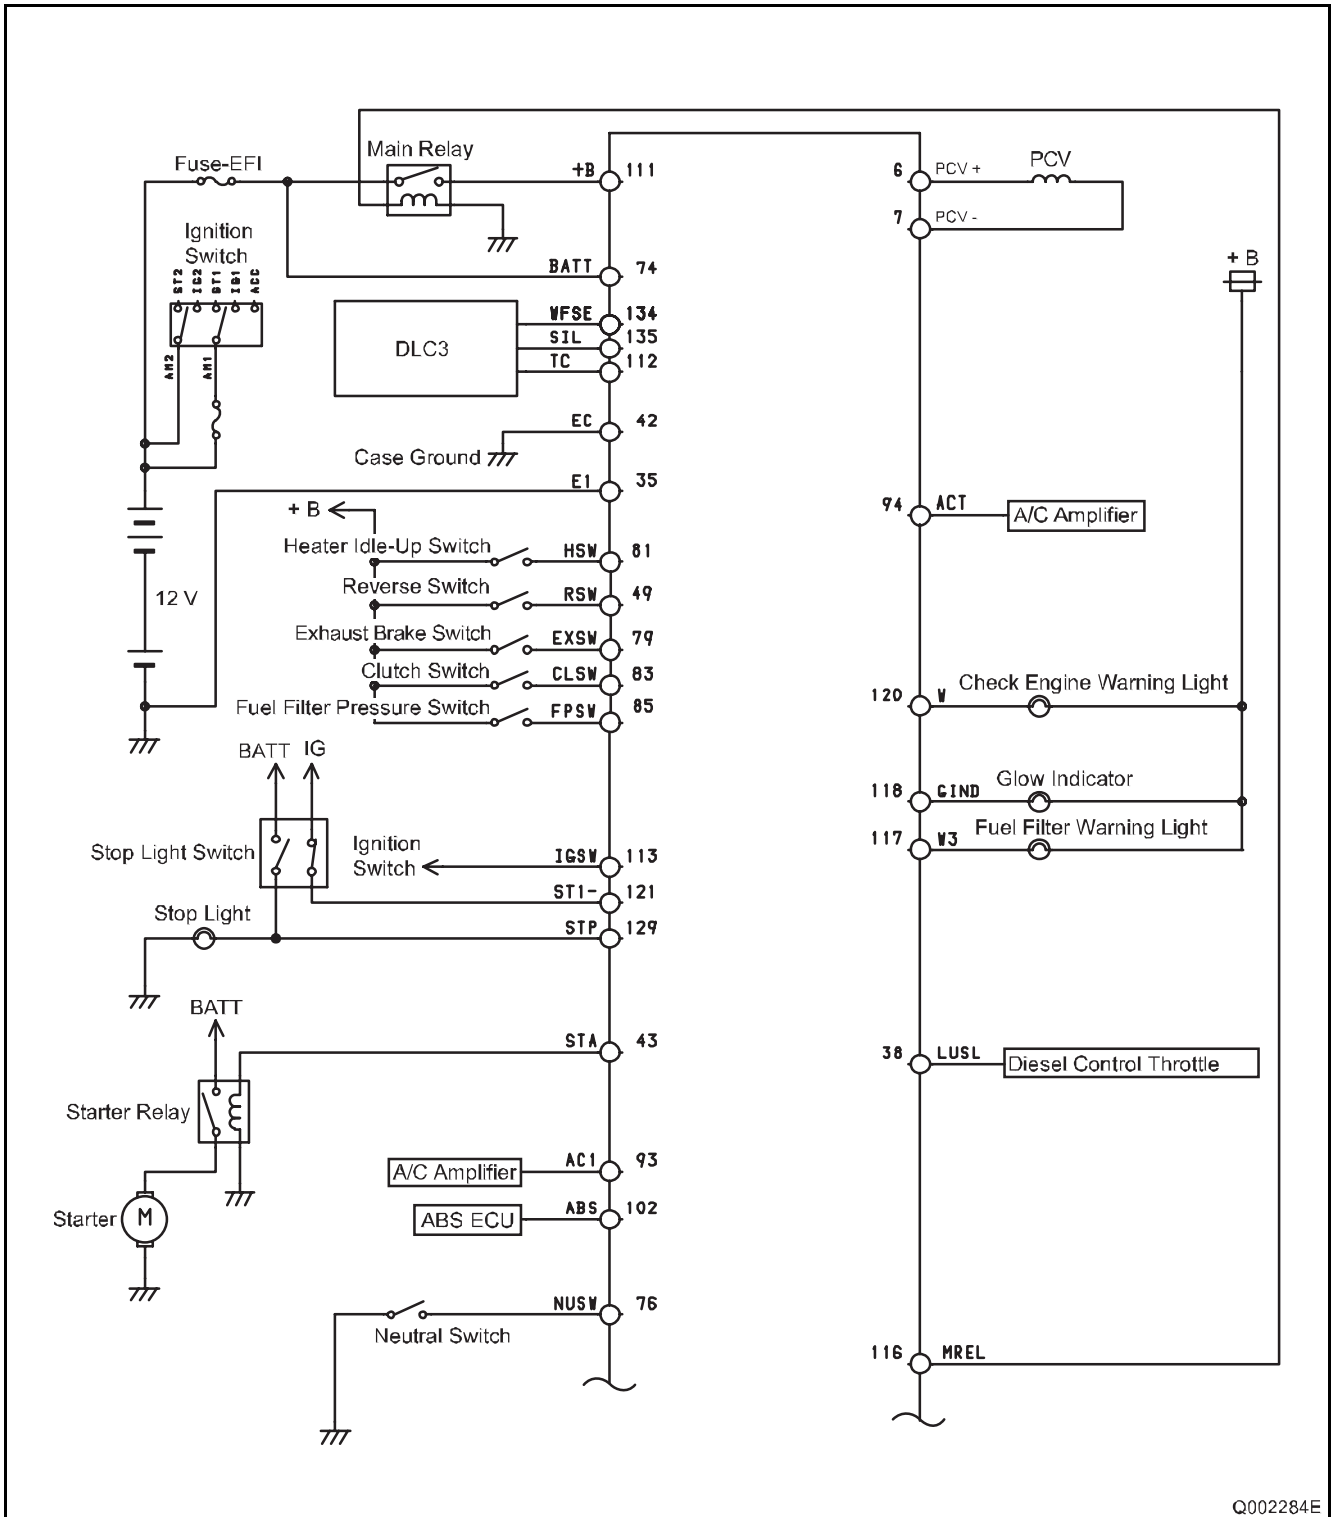 Fuse-EFI
Main Relay
+B 111
6 PCV +
PCV
7 PCV -
Ignition
Switch
ST2
IG2
ST1
IG1
ACC
AM2
AM1
BATT 74
+ B
DLC3
WFSE 134
SIL 135
TC 112
EC 42
Case Ground
E1 35
+ B
94 ACT
A/C Amplifier
Heater Idle-Up Switch
HSW 81
Reverse Switch
RSW 49
12 V
Exhaust Brake Switch
EXSW 79
Clutch Switch
CLSW 83
Fuel Filter Pressure Switch
FPSW 85
120 W
Check Engine Warning Light
BATT IG
118 GIND
Glow Indicator
117 W3
Fuel Filter Warning Light
Stop Light Switch
Ignition
Switch
IGSW 113
ST1- 121
Stop Light
STP 129
BATT
STA 43
38 LUSL
Diesel Control Throttle
Starter Relay
A/C Amplifier
AC1 93
Starter
M
ABS ECU
ABS 102
NUSW 76
Neutral Switch
116 MREL
Q002284E